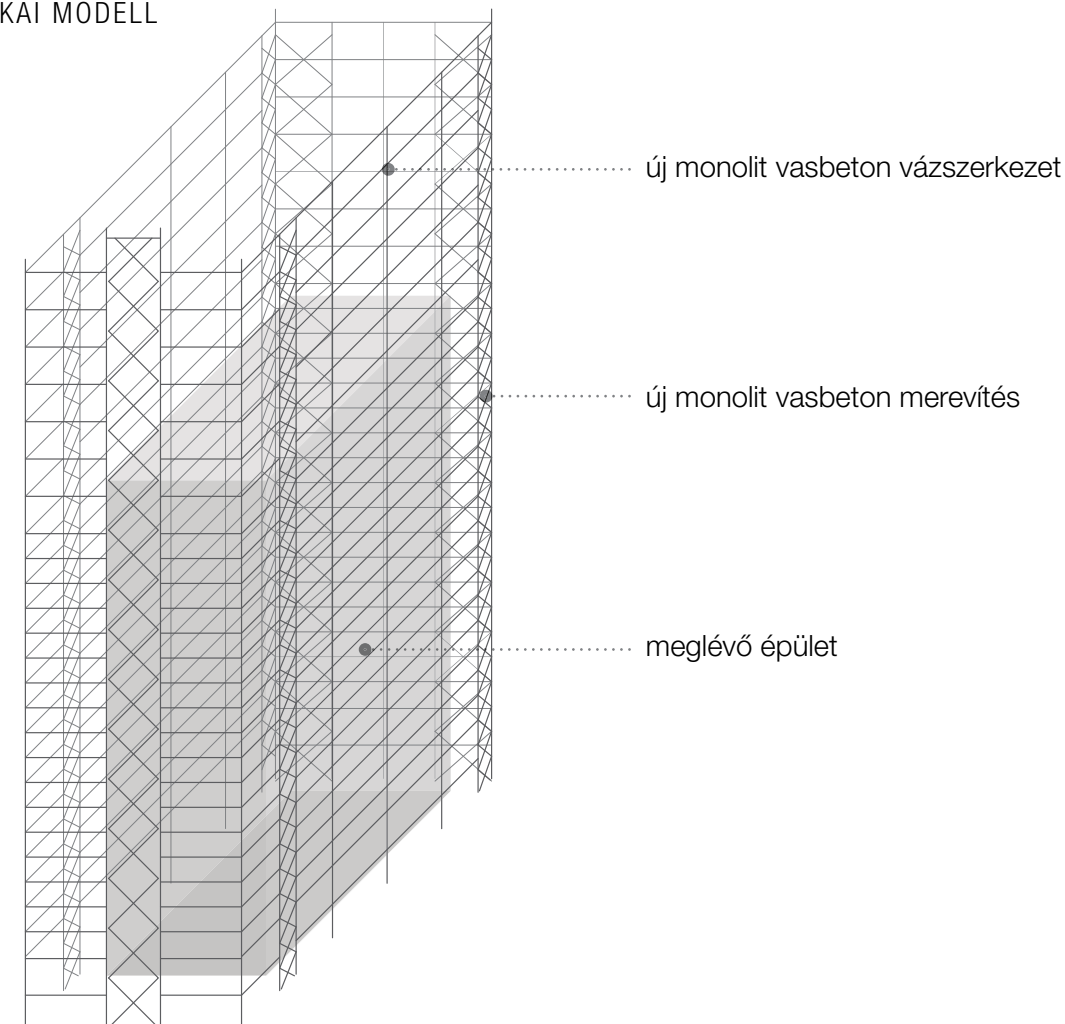 KAI MODELL
új monolit vasbeton vázszerkezet
új monolit vasbeton merevítés
meglévő épület